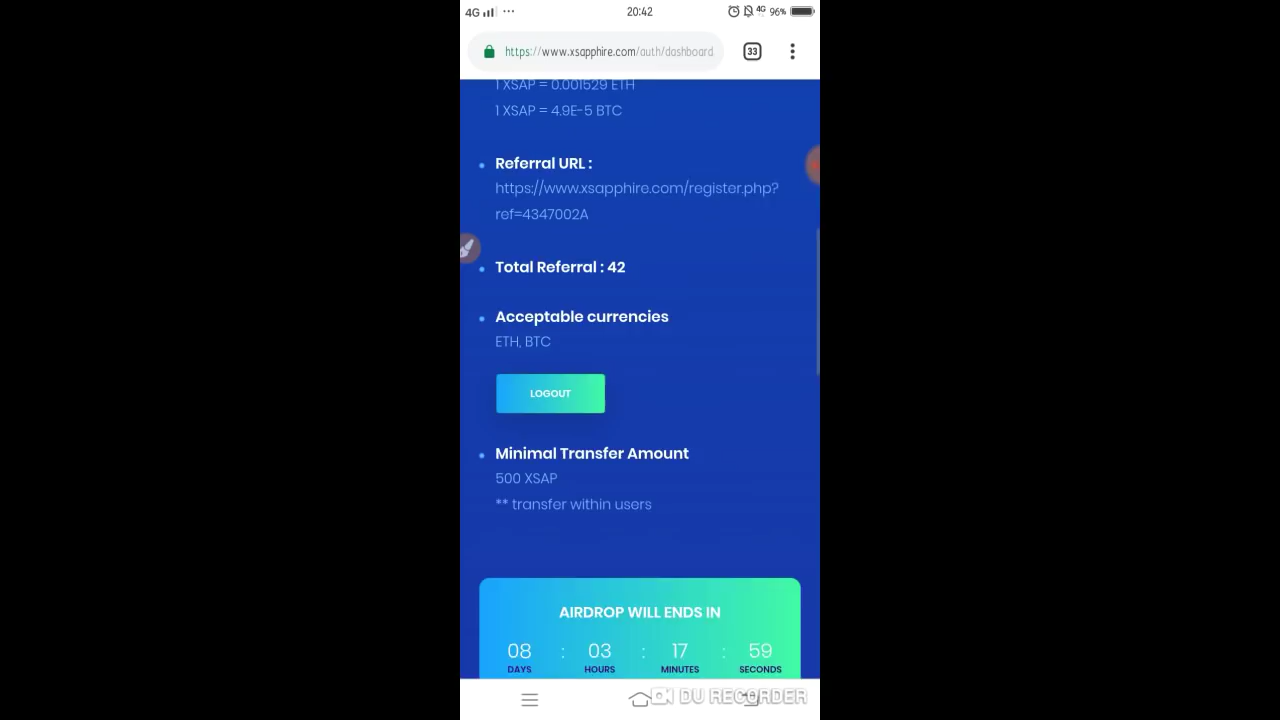 4G 20:42 4G 96%
https://www.xsapphire.com/auth/dashboard 33
1 XSAP = 0.001529 ETH
1 XSAP = 4.9E-5 BTC
Referral URL :
https://www.xsapphire.com/register.php?
ref=4347002A
Total Referral : 42
Acceptable currencies
ETH, BTC
LOGOUT
Minimal Transfer Amount
500 XSAP
** transfer within users
AIRDROP WILL ENDS IN
08 : 03 : 17 : 59
DAYS HOURS MINUTES SECONDS
DU RECORDER